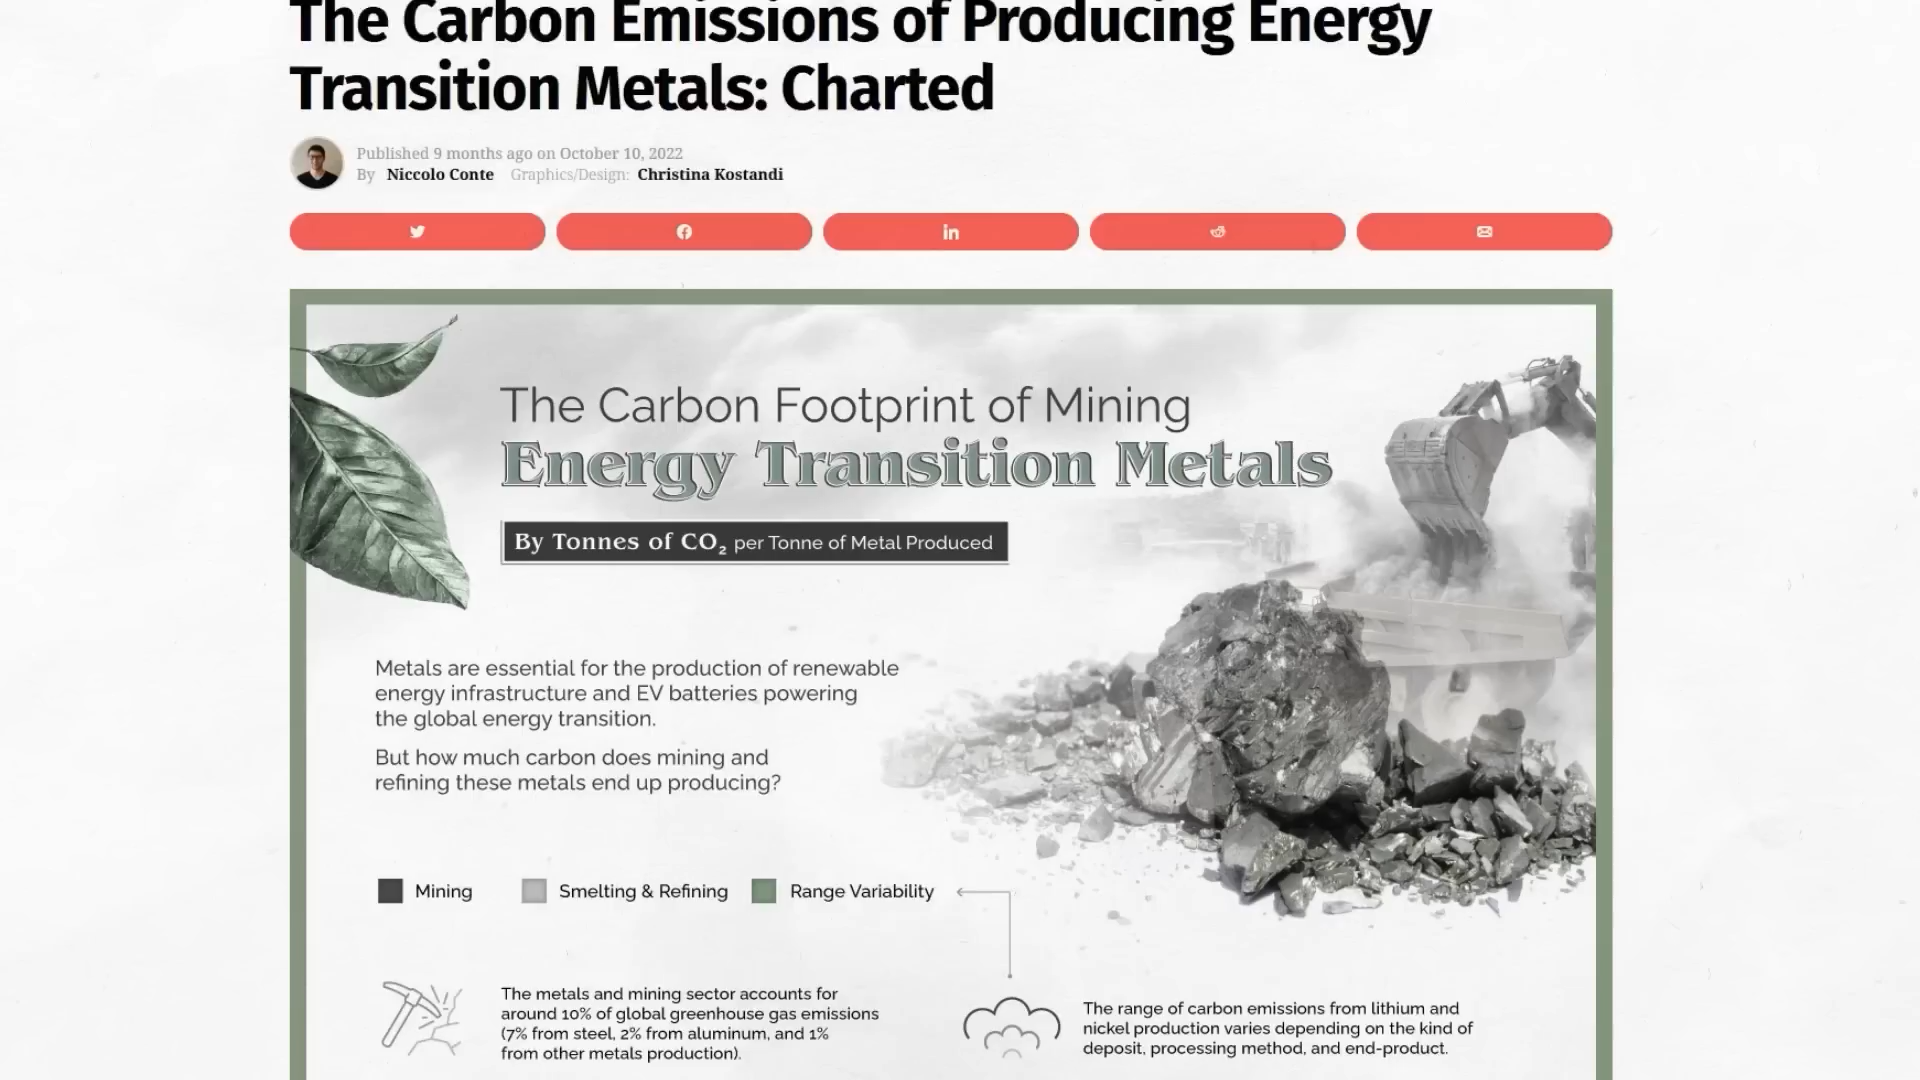 The Carbon Emissions of Producing Energy
Transition Metals: Charted
Published 9 months ago on October 10, 2022
By Niccolo Conte Graphics/Design: Christina Kostandi
in
The Carbon Footprint of Mining
Energy Transition Metals
By Tonnes of CO₂ per Tonne of Metal Produced
Metals are essential for the production of renewable
energy infrastructure and EV batteries powering
the global energy transition.
But how much carbon does mining and
refining these metals end up producing?
Mining Smelting & Refining Range Variability
The metals and mining sector accounts for
around 10% of global greenhouse gas emissions
(7% from steel, 2% from aluminum, and 1%
from other metals production).
The range of carbon emissions from lithium and
nickel production varies depending on the kind of
deposit, processing method, and end-product.